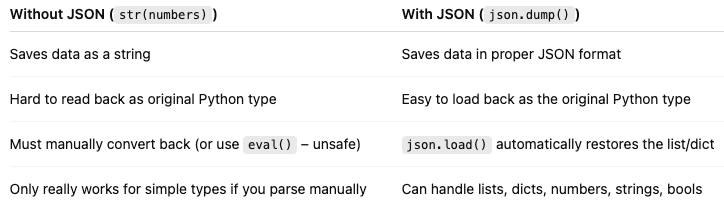 Without JSON ( str(numbers) ) With JSON ( json.dump() )
Saves data as a string Saves data in proper JSON format
Hard to read back as original Python type Easy to load back as the original Python type
Must manually convert back (or use eval() – unsafe) json.load() automatically restores the list/dict
Only really works for simple types if you parse manually Can handle lists, dicts, numbers, strings, bools